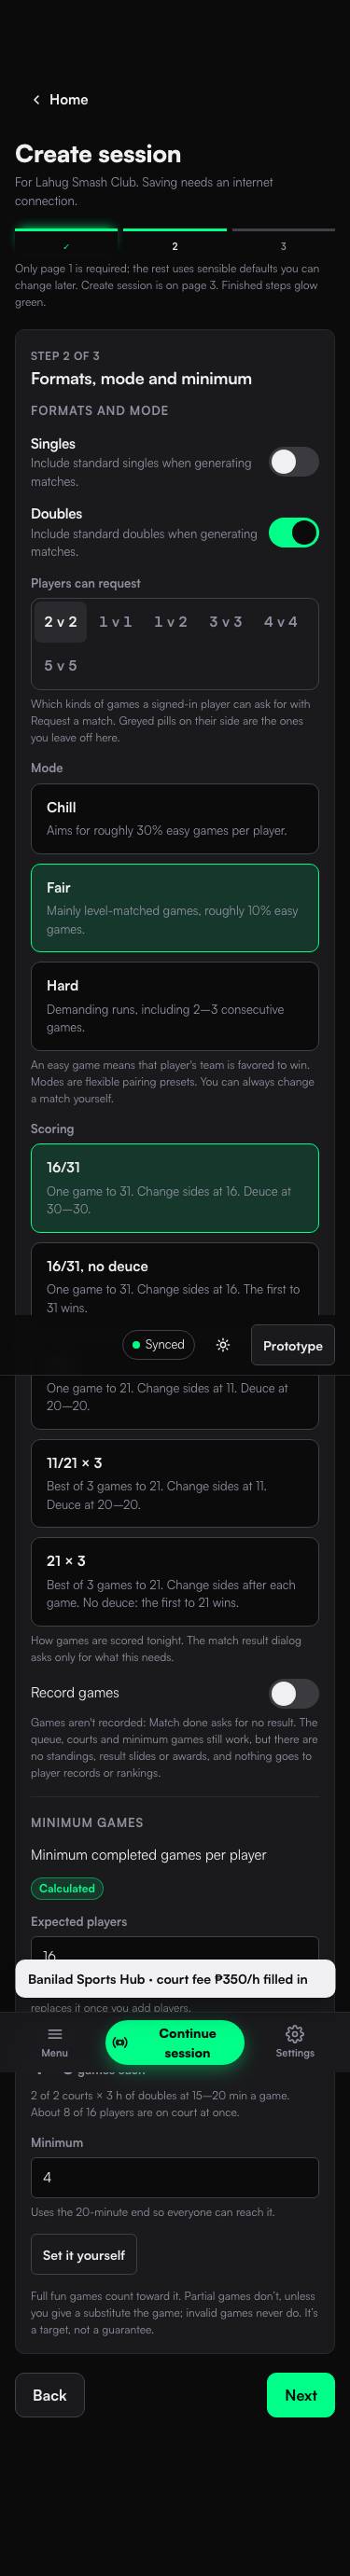 Home
Create session
For Lahug Smash Club. Saving needs an internet
connection.
✓
2
3
Only page 1 is required; the rest uses sensible defaults you can
change later. Create session is on page 3. Finished steps glow
green.
STEP 2 OF 3
Formats, mode and minimum
FORMATS AND MODE
Singles
Include standard singles when generating
matches.
Doubles
Include standard doubles when generating
matches.
Players can request
2 v 2 1 v 1 1 v 2 3 v 3 4 v 4
5 v 5
Which kinds of games a signed-in player can ask for with
Request a match. Greyed pills on their side are the ones
you leave off here.
Mode
Chill
Aims for roughly 30% easy games per player.
Fair
Mainly level-matched games, roughly 10% easy
games.
Hard
Demanding runs, including 2–3 consecutive
games.
An easy game means that player's team is favored to win.
Modes are flexible pairing presets. You can always change
a match yourself.
Scoring
16/31
One game to 31. Change sides at 16. Deuce at
30–30.
16/31, no deuce
One game to 31. Change sides at 16. The first to
31 wins.
Synced
Prototype
One game to 21. Change sides at 11. Deuce at
20–20.
11/21 × 3
Best of 3 games to 21. Change sides at 11.
Deuce at 20–20.
21 × 3
Best of 3 games to 21. Change sides after each
game. No deuce: the first to 21 wins.
How games are scored tonight. The match result dialog
asks only for what this needs.
Record games
Games aren't recorded: Match done asks for no result. The
queue, courts and minimum games still work, but there are
no standings, result slides or awards, and nothing goes to
player records or rankings.
MINIMUM GAMES
Minimum completed games per player
Calculated
Expected players
16
Banilad Sports Hub · court fee ₱350/h filled in
replaces it once you add players.
Menu
Continue
session
Settings
games each
2 of 2 courts × 3 h of doubles at 15–20 min a game.
About 8 of 16 players are on court at once.
Minimum
4
Uses the 20-minute end so everyone can reach it.
Set it yourself
Full fun games count toward it. Partial games don't, unless
you give a substitute the game; invalid games never do. It's
a target, not a guarantee.
Back
Next